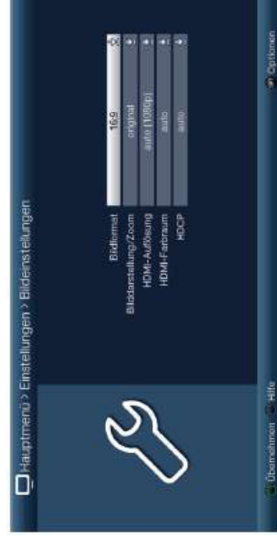 Hauptmenü > Einstellungen > Bildeinstellungen
Bildformat 16:9
Bilddarstellung/Zoom original
HDMI-Auflösung auto (1080p)
HDMI-Farbraum auto
HDCP auto
Übernehmen Hilfe Optionen